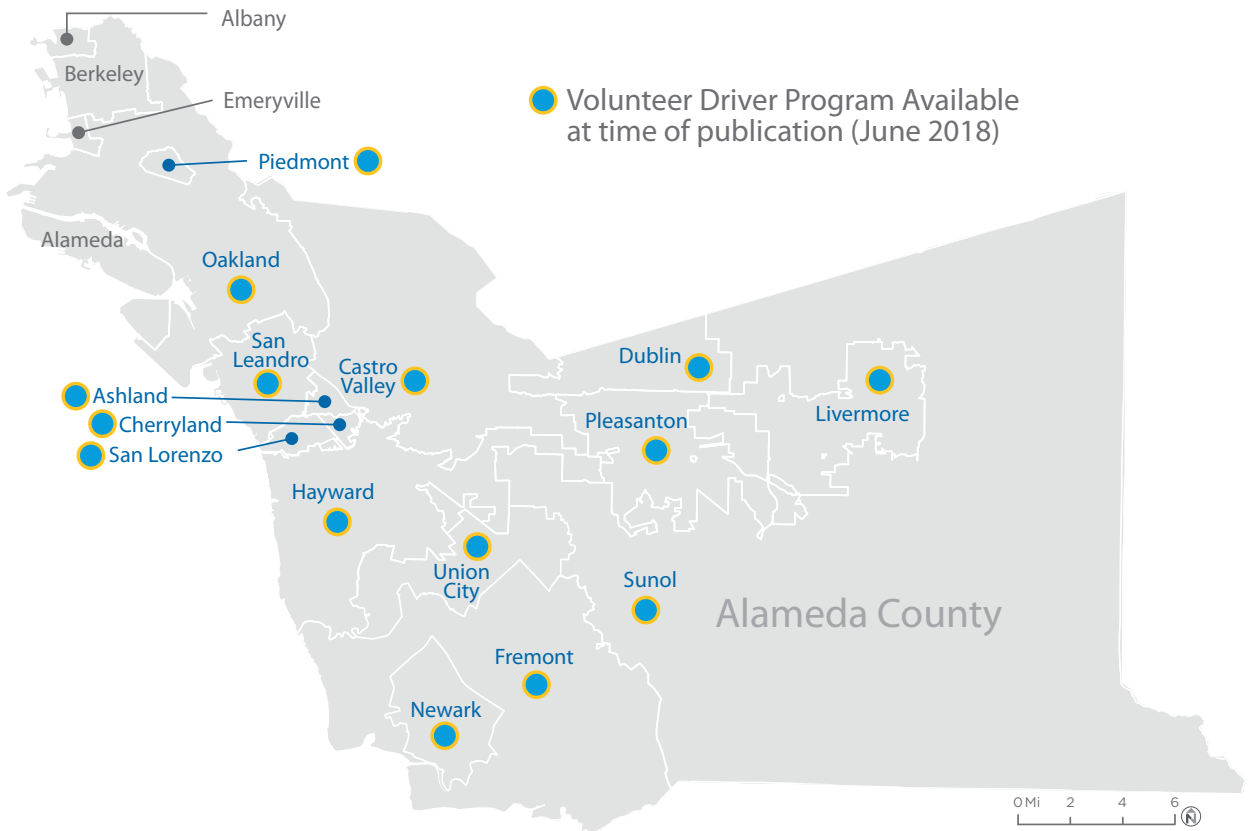 Albany
Berkeley
Emeryville
Volunteer Driver Program Available
at time of publication (June 2018)
Piedmont
Alameda
Oakland
San
Leandro
Castro
Valley
Dublin
Ashland
Cherryland
San Lorenzo
Livermore
Pleasanton
Hayward
Union
City
Sunol
Alameda County
Fremont
Newark
0 Mi 2 4 6
N